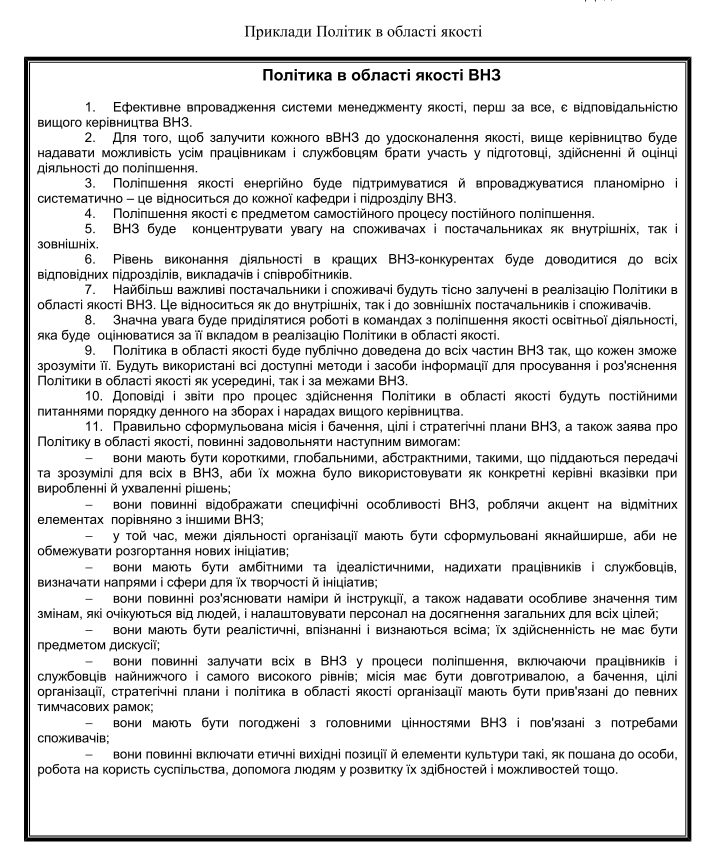 Приклади Політик в області якості
Політика в області якості ВНЗ
1. Ефективне впровадження системи менеджменту якості, перш за все, є відповідальністю
вищого керівництва ВНЗ.
2. Для того, щоб залучити кожного вВНЗ до удосконалення якості, вище керівництво буде
надавати можливість усім працівникам і службовцям брати участь у підготовці, здійсненні й оцінці
діяльності до поліпшення.
3. Поліпшення якості енергійно буде підтримуватися й впроваджуватися планомірно і
систематично – це відноситься до кожної кафедри і підрозділу ВНЗ.
4. Поліпшення якості є предметом самостійного процесу постійного поліпшення.
5. ВНЗ буде концентрувати увагу на споживачах і постачальниках як внутрішніх, так і
зовнішніх.
6. Рівень виконання діяльності в кращих ВНЗ-конкурентах буде доводитися до всіх
відповідних підрозділів, викладачів і співробітників.
7. Найбільш важливі постачальники і споживачі будуть тісно залучені в реалізацію Політики в
області якості ВНЗ. Це відноситься як до внутрішніх, так і до зовнішніх постачальників і споживачів.
8. Значна увага буде приділятися роботі в командах з поліпшення якості освітньої діяльності,
яка буде оцінюватися за її вкладом в реалізацію Політики в області якості.
9. Політика в області якості буде публічно доведена до всіх частин ВНЗ так, що кожен зможе
зрозуміти її. Будуть використані всі доступні методи і засоби інформації для просування і роз'яснення
Політики в області якості як усередині, так і за межами ВНЗ.
10. Доповіді і звіти про процес здійснення Політики в області якості будуть постійними
питаннями порядку денного на зборах і нарадах вищого керівництва.
11. Правильно сформульована місія і бачення, цілі і стратегічні плани ВНЗ, а також заява про
Політику в області якості, повинні задовольняти наступним вимогам:
– вони мають бути короткими, глобальними, абстрактними, такими, що піддаються передачі
та зрозумілі для всіх в ВНЗ, аби їх можна було використовувати як конкретні керівні вказівки при
виробленні й ухваленні рішень;
– вони повинні відображати специфічні особливості ВНЗ, роблячи акцент на відмітних
елементах порівняно з іншими ВНЗ;
– у той час, межи діяльності організації мають бути сформульовані якнайширше, аби не
обмежувати розгортання нових ініціатив;
– вони мають бути амбітними та ідеалістичними, надихати працівників і службовців,
визначати напрями і сфери для їх творчості й ініціатив;
– вони повинні роз'яснювати наміри й інструкції, а також надавати особливе значення тим
змінам, які очікуються від людей, і налаштовувати персонал на досягнення загальних для всіх цілей;
– вони мають бути реалістичні, впізнанні і визнаються всіма; їх здійсненність не має бути
предметом дискусії;
– вони повинні залучати всіх в ВНЗ у процеси поліпшення, включаючи працівників і
службовців найнижчого і самого високого рівнів; місія має бути довготривалою, а бачення, цілі
організації, стратегічні плани і політика в області якості організації мають бути прив'язані до певних
тимчасових рамок;
– вони мають бути погоджені з головними цінностями ВНЗ і пов'язані з потребами
споживачів;
– вони повинні включати етичні вихідні позиції й елементи культури такі, як пошана до особи,
робота на користь суспільства, допомога людям у розвитку їх здібностей і можливостей тощо.